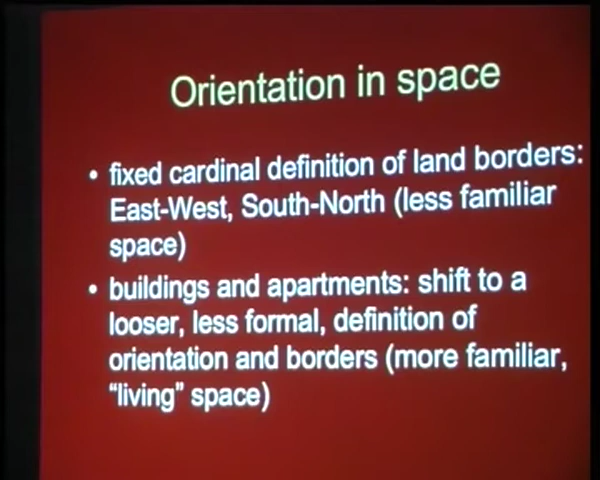 Orientation in space
• fixed cardinal definition of land borders:
East-West, South-North (less familiar
space)
• buildings and apartments: shift to a
looser, less formal, definition of
orientation and borders (more familiar,
“living” space)